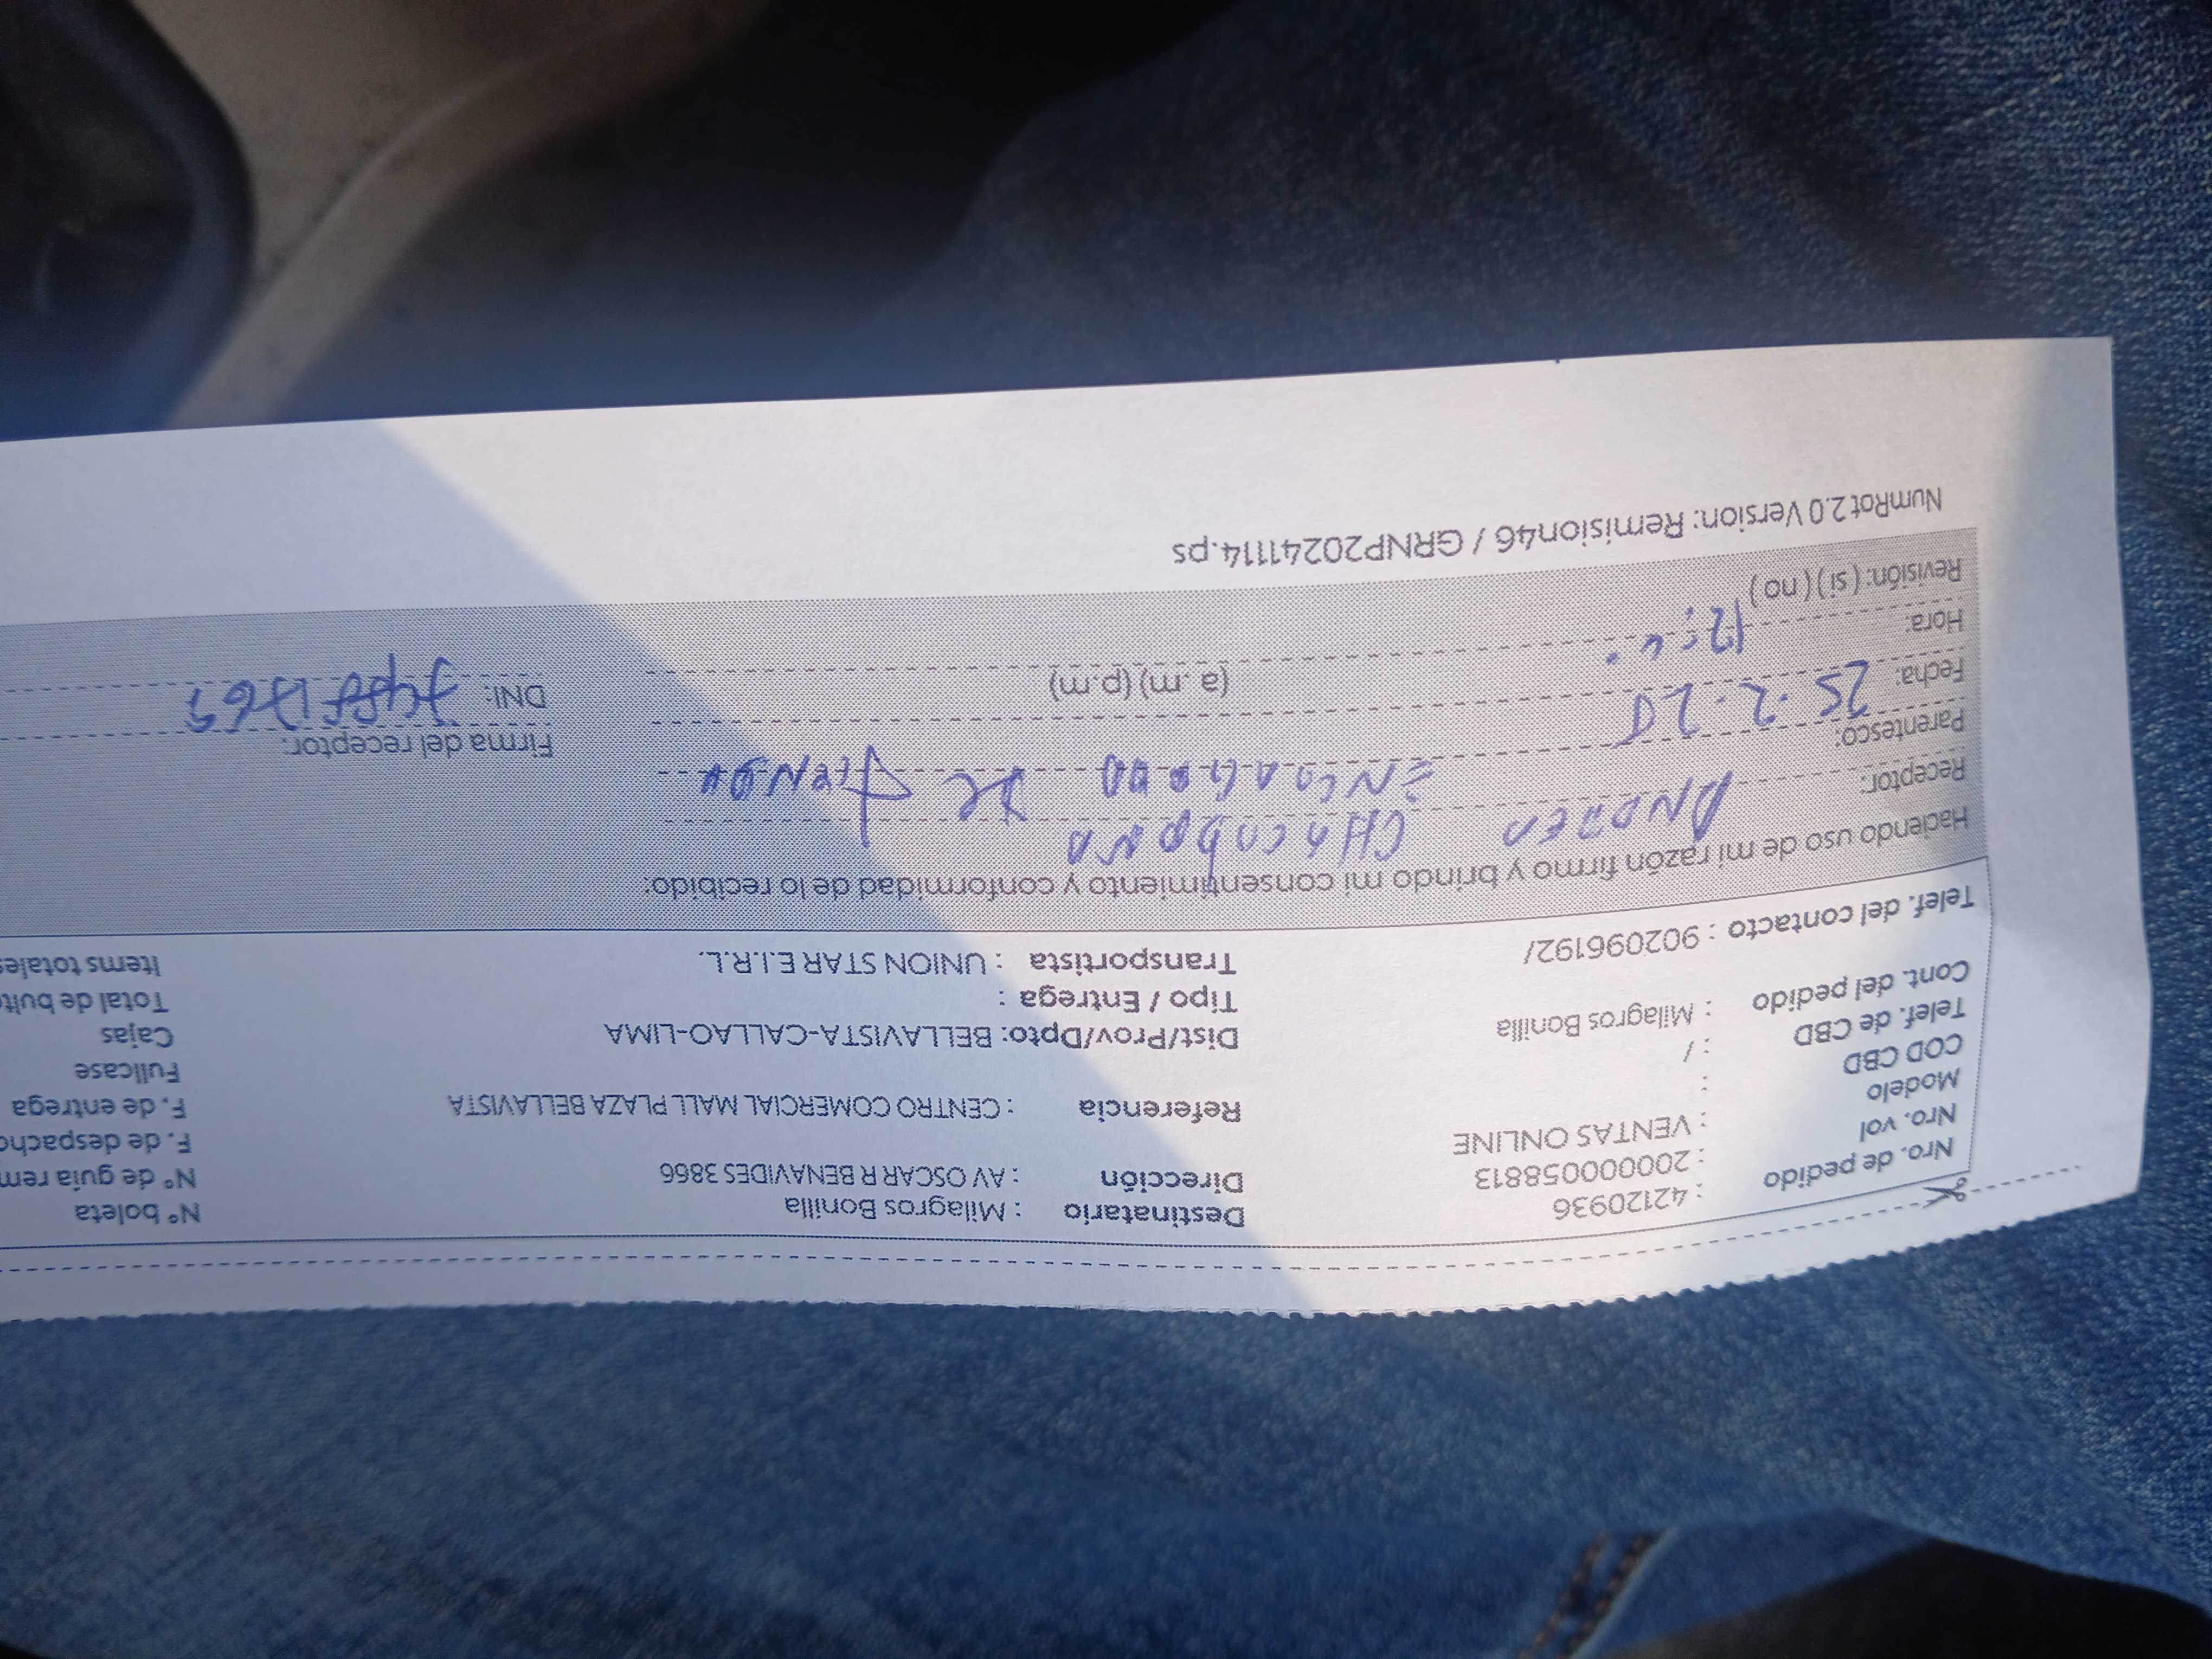 Nro. de pedido : 42120936
Nro. vol : 20000058813
Modelo : VENTAS ONLINE
COD CBD :
Telef. de CBD : /
Cont. del pedido : Milagros Bonilla
Telef. del contacto : 902096192/
Destinatario : Milagros Bonilla
Dirección : AV OSCAR R BENAVIDES 3866
Referencia : CENTRO COMERCIAL MALL PLAZA BELLAVISTA
Dist/Prov/Dpto: BELLAVISTA-CALLAO-LIMA
Tipo / Entrega :
Transportista : UNION STAR E.I.R.L.
N° boleta
N° de guía rem
F. de despacho
F. de entrega
Fullcase
Cajas
Total de bulto
Items totales
Haciendo uso de mi razón firmo y brindo mi consentimiento y conformidad de lo recibido:
Receptor:
Parentesco: DE
Fecha: 25.2.25
Hora: (a. m) (p.m)
Revisión: (si) (no)
Firma del receptor:
DNI:
NumRot 2.0 Version: Remision46 / GRNP20241114.ps